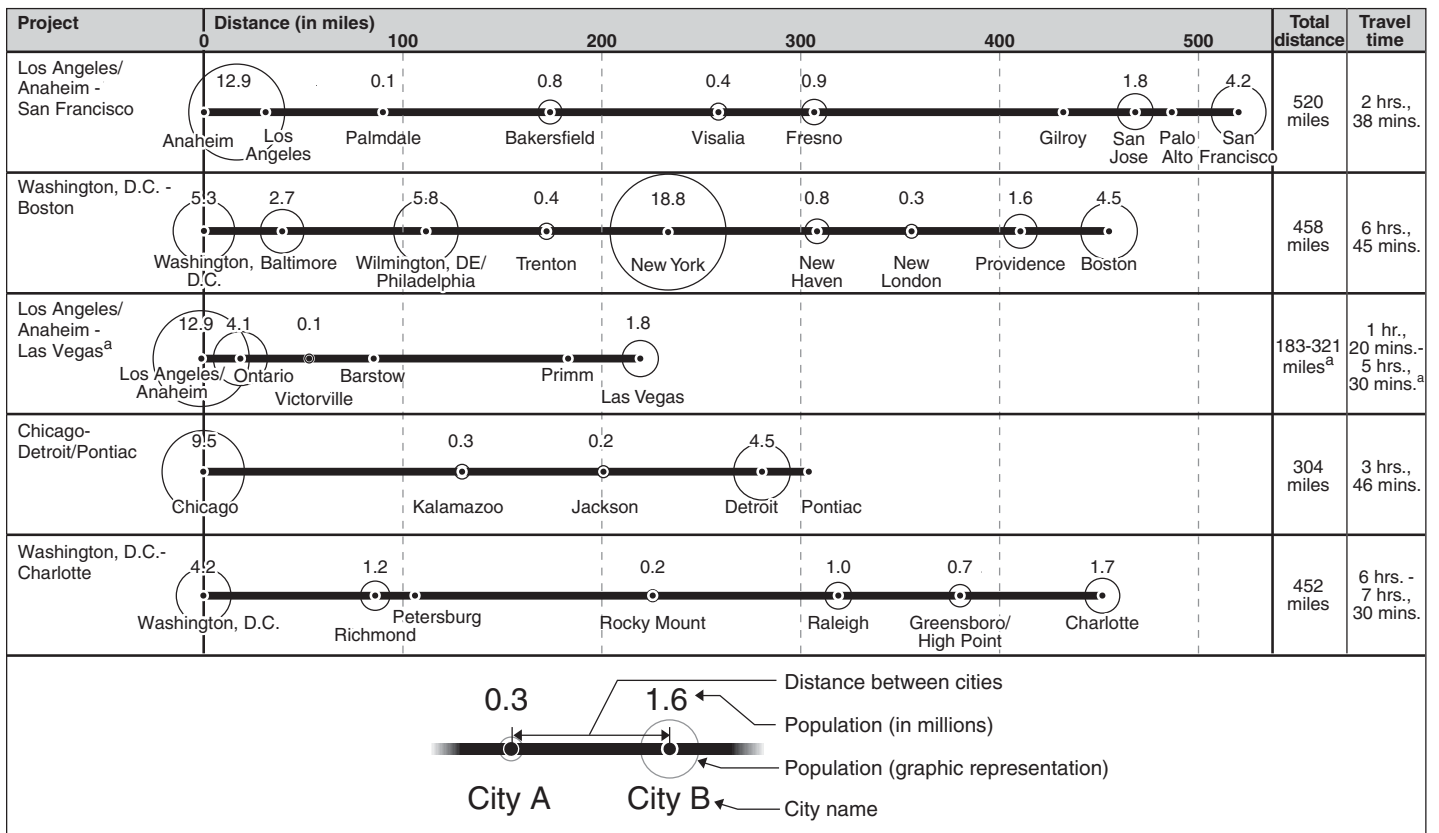 Project Distance (in miles) Total distance Travel time
0 100 200 300 400 500
Los Angeles/
Anaheim -
San Francisco
12.9 0.1 0.8 0.4 0.9 1.8 4.2
Anaheim Los Angeles Palmdale Bakersfield Visalia Fresno Gilroy San Jose Palo Alto San Francisco
520
miles
2 hrs.,
38 mins.
Washington, D.C. -
Boston
5.3 2.7 5.8 0.4 18.8 0.8 0.3 1.6 4.5
Washington, D.C. Baltimore Wilmington, DE/ Philadelphia Trenton New York New Haven New London Providence Boston
458
miles
6 hrs.,
45 mins.
Los Angeles/
Anaheim -
Las Vegasa
12.9 4.1 0.1 1.8
Los Angeles/ Anaheim Ontario Victorville Barstow Primm Las Vegas
183-321
milesa
1 hr.,
20 mins.-
5 hrs.,
30 mins.a
Chicago-
Detroit/Pontiac
9.5 0.3 0.2 4.5
Chicago Kalamazoo Jackson Detroit Pontiac
304
miles
3 hrs.,
46 mins.
Washington, D.C.-
Charlotte
4.2 1.2 0.2 1.0 0.7 1.7
Washington, D.C. Richmond Petersburg Rocky Mount Raleigh Greensboro/ High Point Charlotte
452
miles
6 hrs. -
7 hrs.,
30 mins.
0.3 1.6
Distance between cities
Population (in millions)
Population (graphic representation)
City A City B
City name